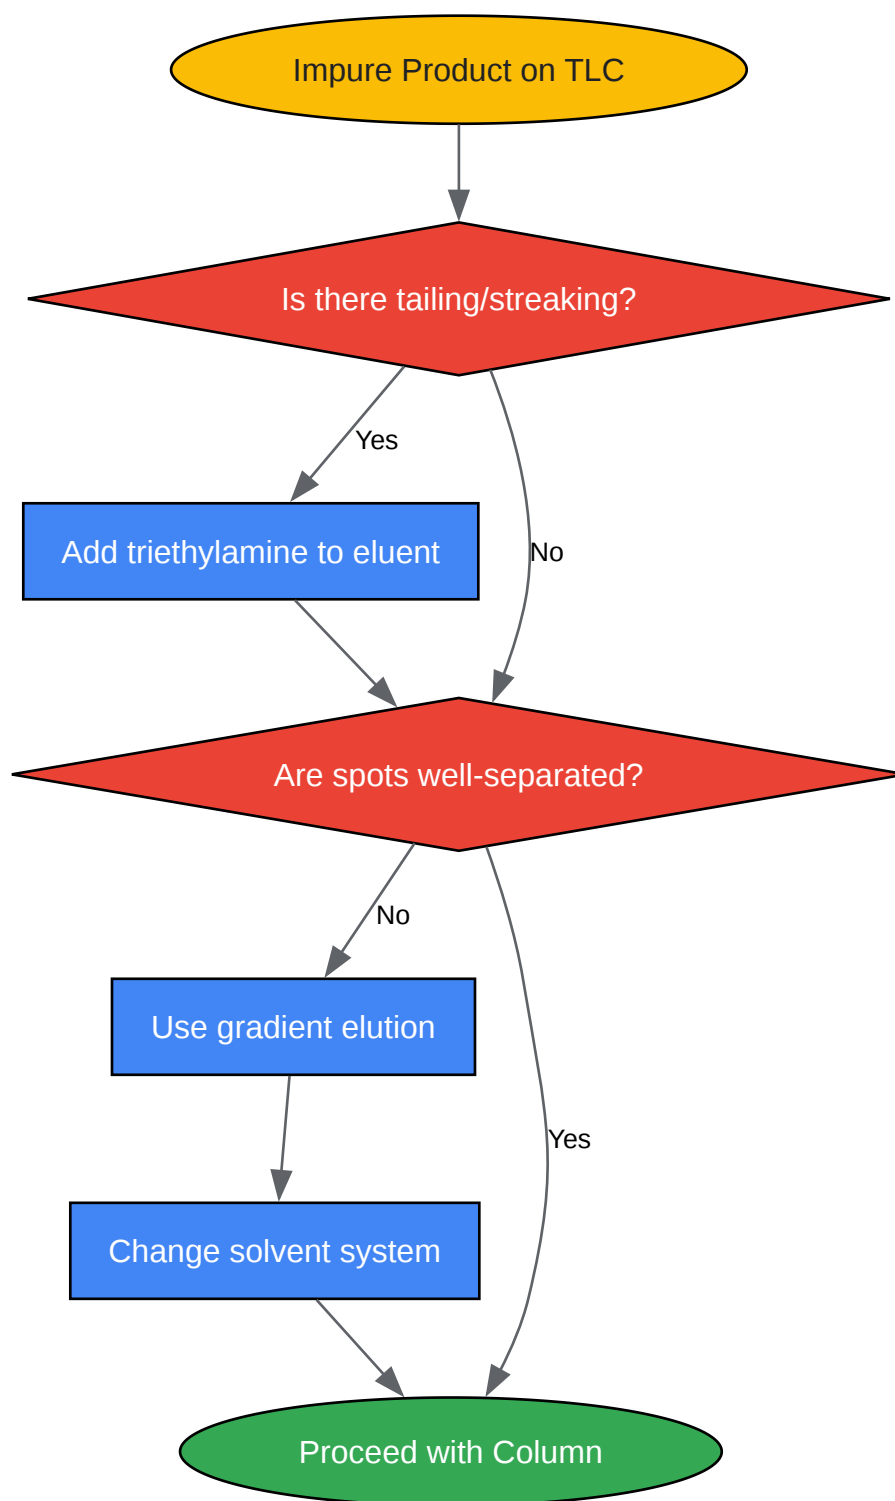 Impure Product on TLC
Is there tailing/streaking?
Yes
Add triethylamine to eluent
No
Are spots well-separated?
No
Use gradient elution
Yes
Change solvent system
Proceed with Column